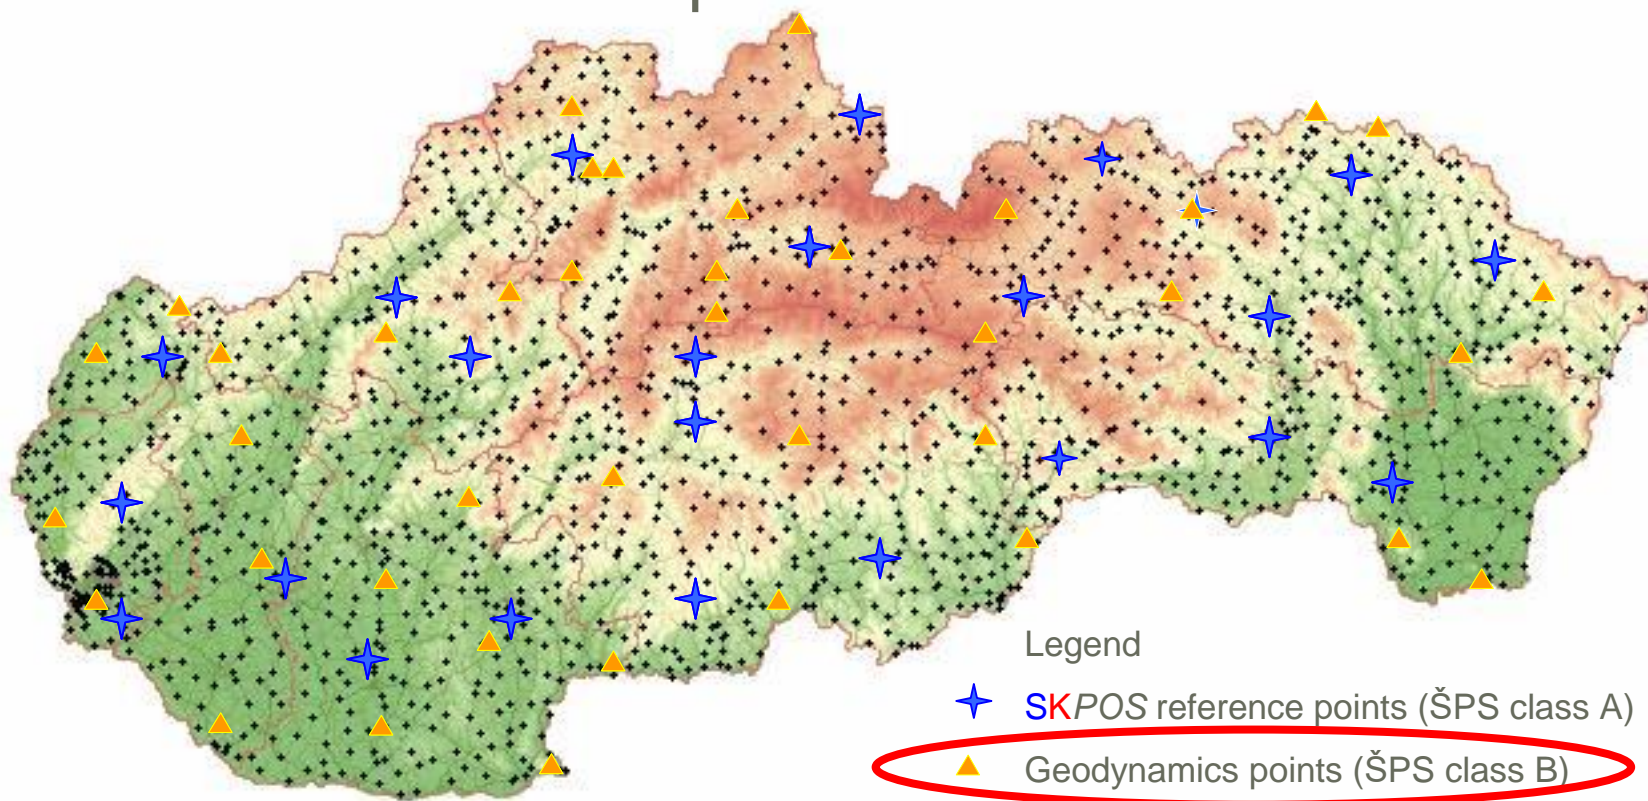 Legend
SKPOS reference points (ŠPS class A)
Geodynamics points (ŠPS class B)